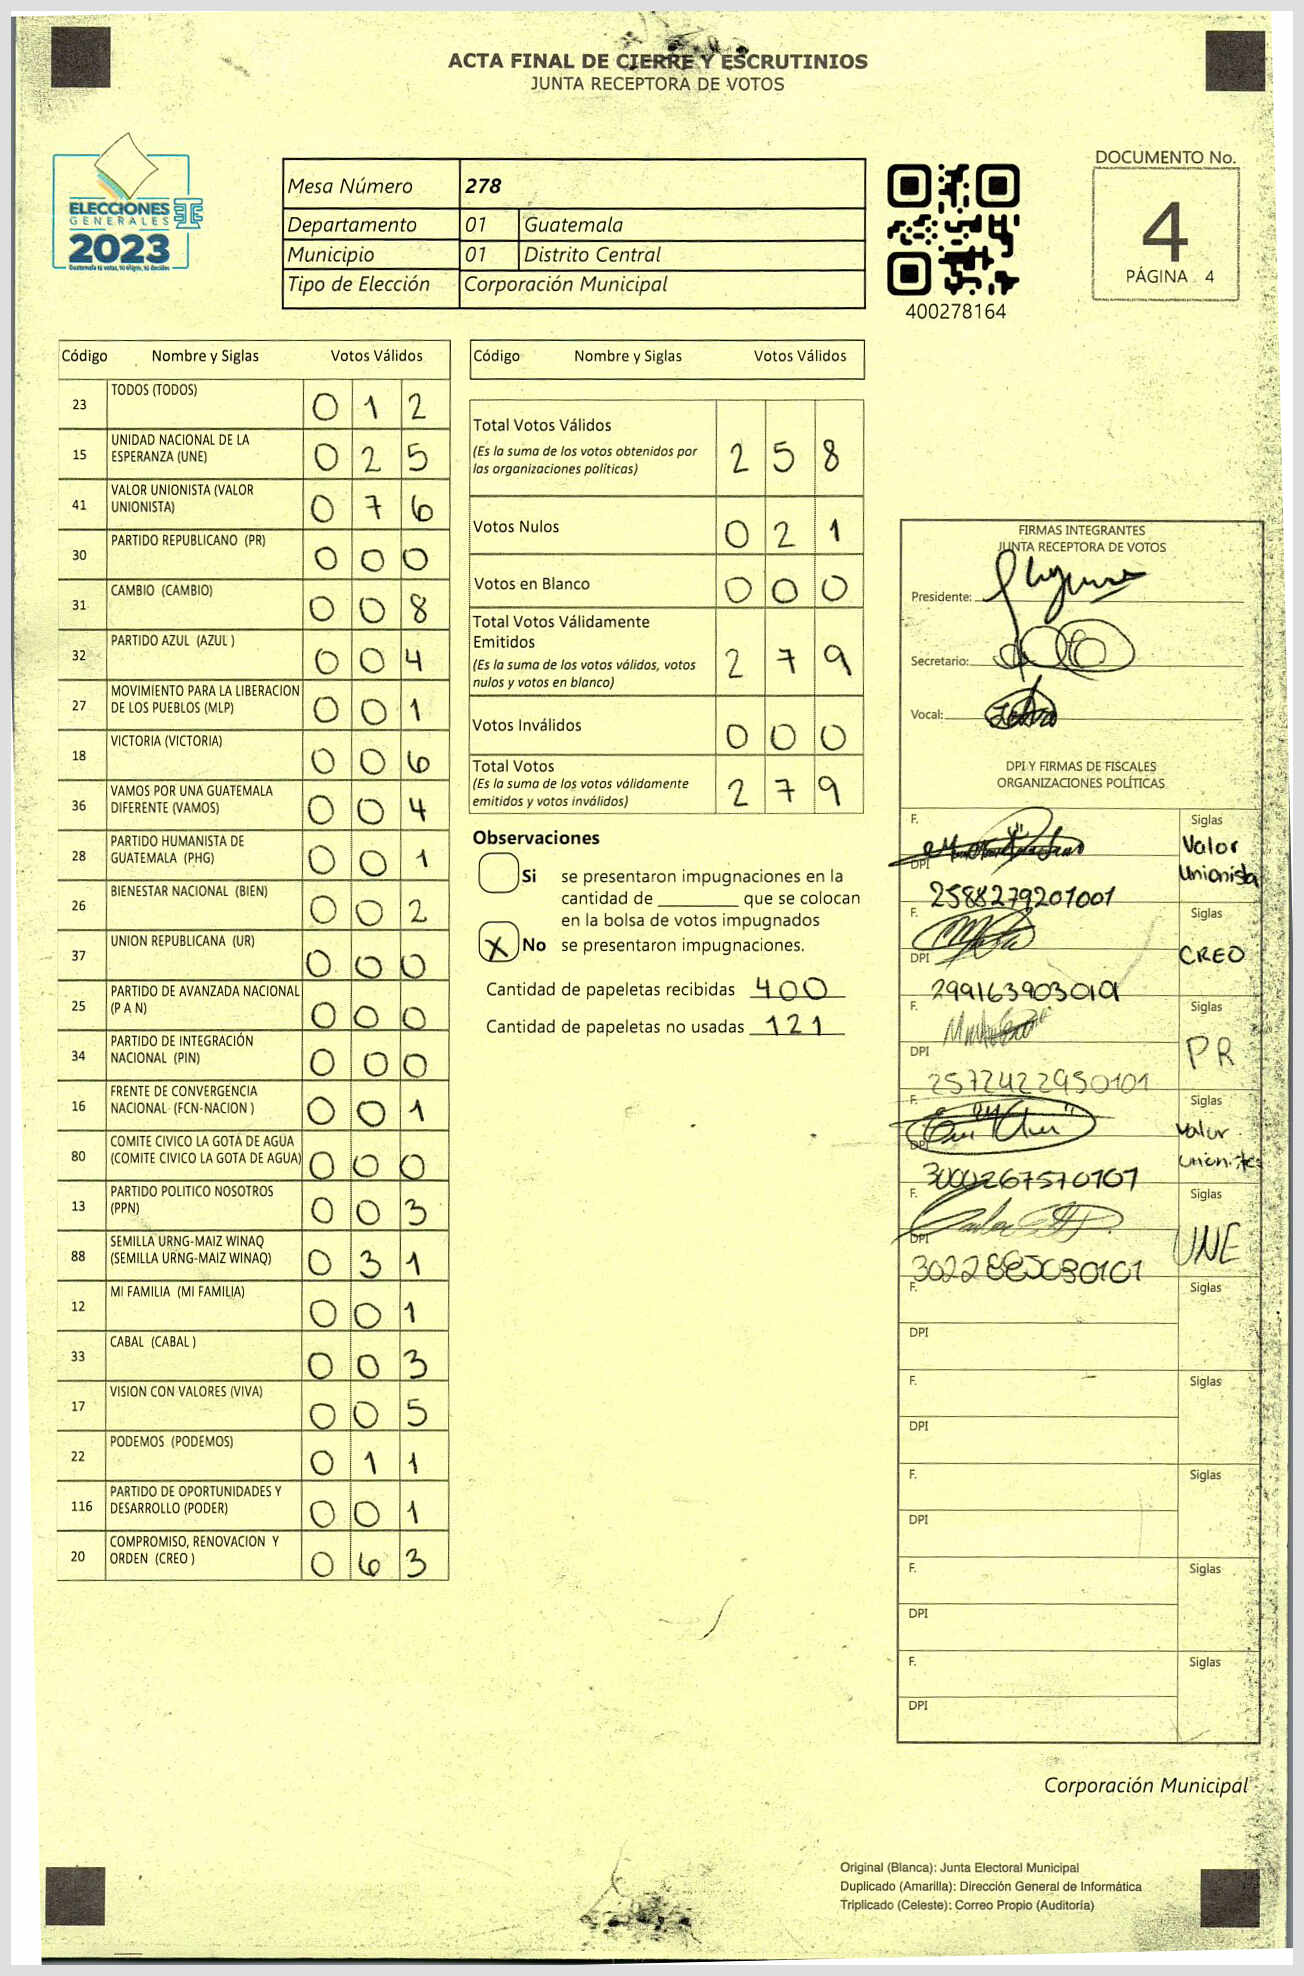 ACTA FINAL DE CIERRE Y ESCRUTINIOS
JUNTA RECEPTORA DE VOTOS
ELECCIONES
GENERALES
2023
Guatemala tú votas, tú eliges, tú decides
Mesa Número 278
Departamento 01 Guatemala
Municipio 01 Distrito Central
Tipo de Elección Corporación Municipal
400278164
DOCUMENTO No.
4
PÁGINA 4
Código Nombre y Siglas Votos Válidos
23 TODOS (TODOS) 0 1 2
15 UNIDAD NACIONAL DE LA
ESPERANZA (UNE) 0 2 5
41 VALOR UNIONISTA (VALOR
UNIONISTA) 0 7 6
30 PARTIDO REPUBLICANO (PR) 0 0 0
31 CAMBIO (CAMBIO) 0 0 8
32 PARTIDO AZUL (AZUL ) 0 0 4
27 MOVIMIENTO PARA LA LIBERACION
DE LOS PUEBLOS (MLP) 0 0 1
18 VICTORIA (VICTORIA) 0 0 6
36 VAMOS POR UNA GUATEMALA
DIFERENTE (VAMOS) 0 0 4
28 PARTIDO HUMANISTA DE
GUATEMALA (PHG) 0 0 1
26 BIENESTAR NACIONAL (BIEN) 0 0 2
37 UNION REPUBLICANA (UR) 0 0 0
25 PARTIDO DE AVANZADA NACIONAL
(P A N) 0 0 0
34 PARTIDO DE INTEGRACIÓN
NACIONAL (PIN) 0 0 0
16 FRENTE DE CONVERGENCIA
NACIONAL (FCN-NACION ) 0 0 1
80 COMITE CIVICO LA GOTA DE AGUA
(COMITE CIVICO LA GOTA DE AGUA) 0 0 0
13 PARTIDO POLITICO NOSOTROS
(PPN) 0 0 3
88 SEMILLA URNG-MAIZ WINAQ
(SEMILLA URNG-MAIZ WINAQ) 0 3 1
12 MI FAMILIA (MI FAMILIA) 0 0 1
33 CABAL (CABAL ) 0 0 3
17 VISION CON VALORES (VIVA) 0 0 5
22 PODEMOS (PODEMOS) 0 1 1
116 PARTIDO DE OPORTUNIDADES Y
DESARROLLO (PODER) 0 0 1
20 COMPROMISO, RENOVACION Y
ORDEN (CREO ) 0 6 3
Código Nombre y Siglas Votos Válidos
Total Votos Válidos
(Es la suma de los votos obtenidos por
las organizaciones políticas) 2 5 8
Votos Nulos 0 2 1
Votos en Blanco 0 0 0
Total Votos Válidamente
Emitidos
(Es la suma de los votos válidos, votos
nulos y votos en blanco) 2 7 9
Votos Inválidos 0 0 0
Total Votos
(Es la suma de los votos válidamente
emitidos y votos inválidos) 2 7 9
Observaciones
Si se presentaron impugnaciones en la
cantidad de ________ que se colocan
en la bolsa de votos impugnados
X No se presentaron impugnaciones.
Cantidad de papeletas recibidas 400
Cantidad de papeletas no usadas 121
FIRMAS INTEGRANTES
JUNTA RECEPTORA DE VOTOS
Presidente:
Secretario:
Vocal:
DPI Y FIRMAS DE FISCALES
ORGANIZACIONES POLÍTICAS
F. Siglas
Valor
Unionista
DPI
2588279201001
F. Siglas
CREO
DPI
F. Siglas
PR
DPI
2572422950101
F. Siglas
Valor
DPI
3000267570101
F. Siglas
UNE
DPI
F. Siglas
DPI
F. Siglas
DPI
F. Siglas
DPI
F. Siglas
DPI
F. Siglas
DPI
Corporación Municipal
Original (Blanca): Junta Electoral Municipal
Duplicado (Amarilla): Dirección General de Informática
Triplicado (Celeste): Correo Propio (Auditoría)